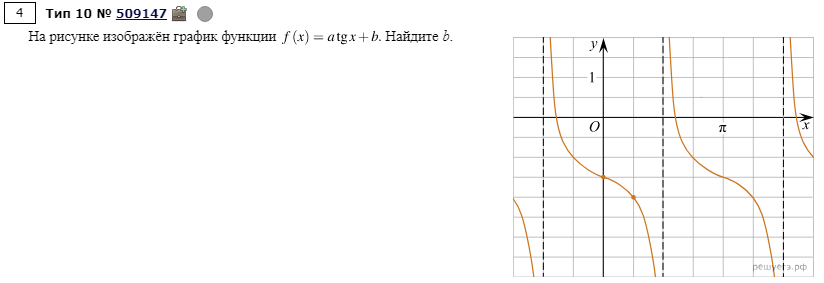 4 Тип 10 № 509147
На рисунке изображён график функции f (x) = a tg x + b. Найдите b.
y
1
O
π
x
решуегэ.рф